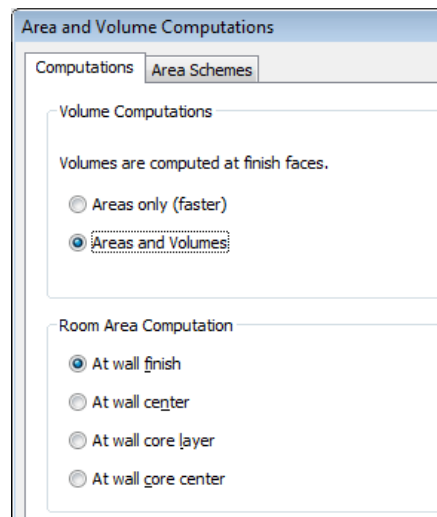 Area and Volume Computations
Computations
Area Schemes
Volume Computations
Volumes are computed at finish faces.
Areas only (faster)
Areas and Volumes
Room Area Computation
At wall finish
At wall center
At wall core layer
At wall core center